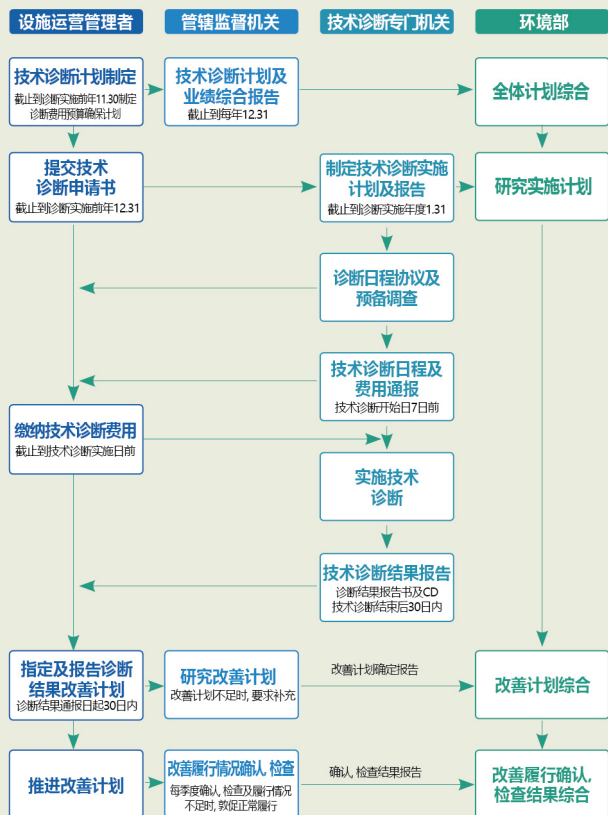 设施运营管理者
管辖监督机关
技术诊断专门机关
环境部
技术诊断计划制定
截止到诊断实施前年11.30制定
诊断费用预算确保计划
技术诊断计划及
业绩综合报告
截止到每年12.31
全体计划综合
提交技术
诊断申请书
截止到诊断实施前年12.31
制定技术诊断实施
计划及报告
截止到诊断实施年度1.31
研究实施计划
诊断日程协议及
预备调查
技术诊断日程及
费用通报
技术诊断开始日7日前
缴纳技术诊断费用
截止到技术诊断实施日前
实施技术
诊断
技术诊断结果报告
诊断结果报告书及CD
技术诊断结束后30日内
指定及报告诊断
结果改善计划
诊断结果通报日起30日内
研究改善计划
改善计划不足时, 要求补充
改善计划确定报告
改善计划综合
推进改善计划
改善履行情况确认, 检查
每季度确认, 检查及履行情况
不足时, 敦促正常履行
确认, 检查结果报告
改善履行确认,
检查结果综合